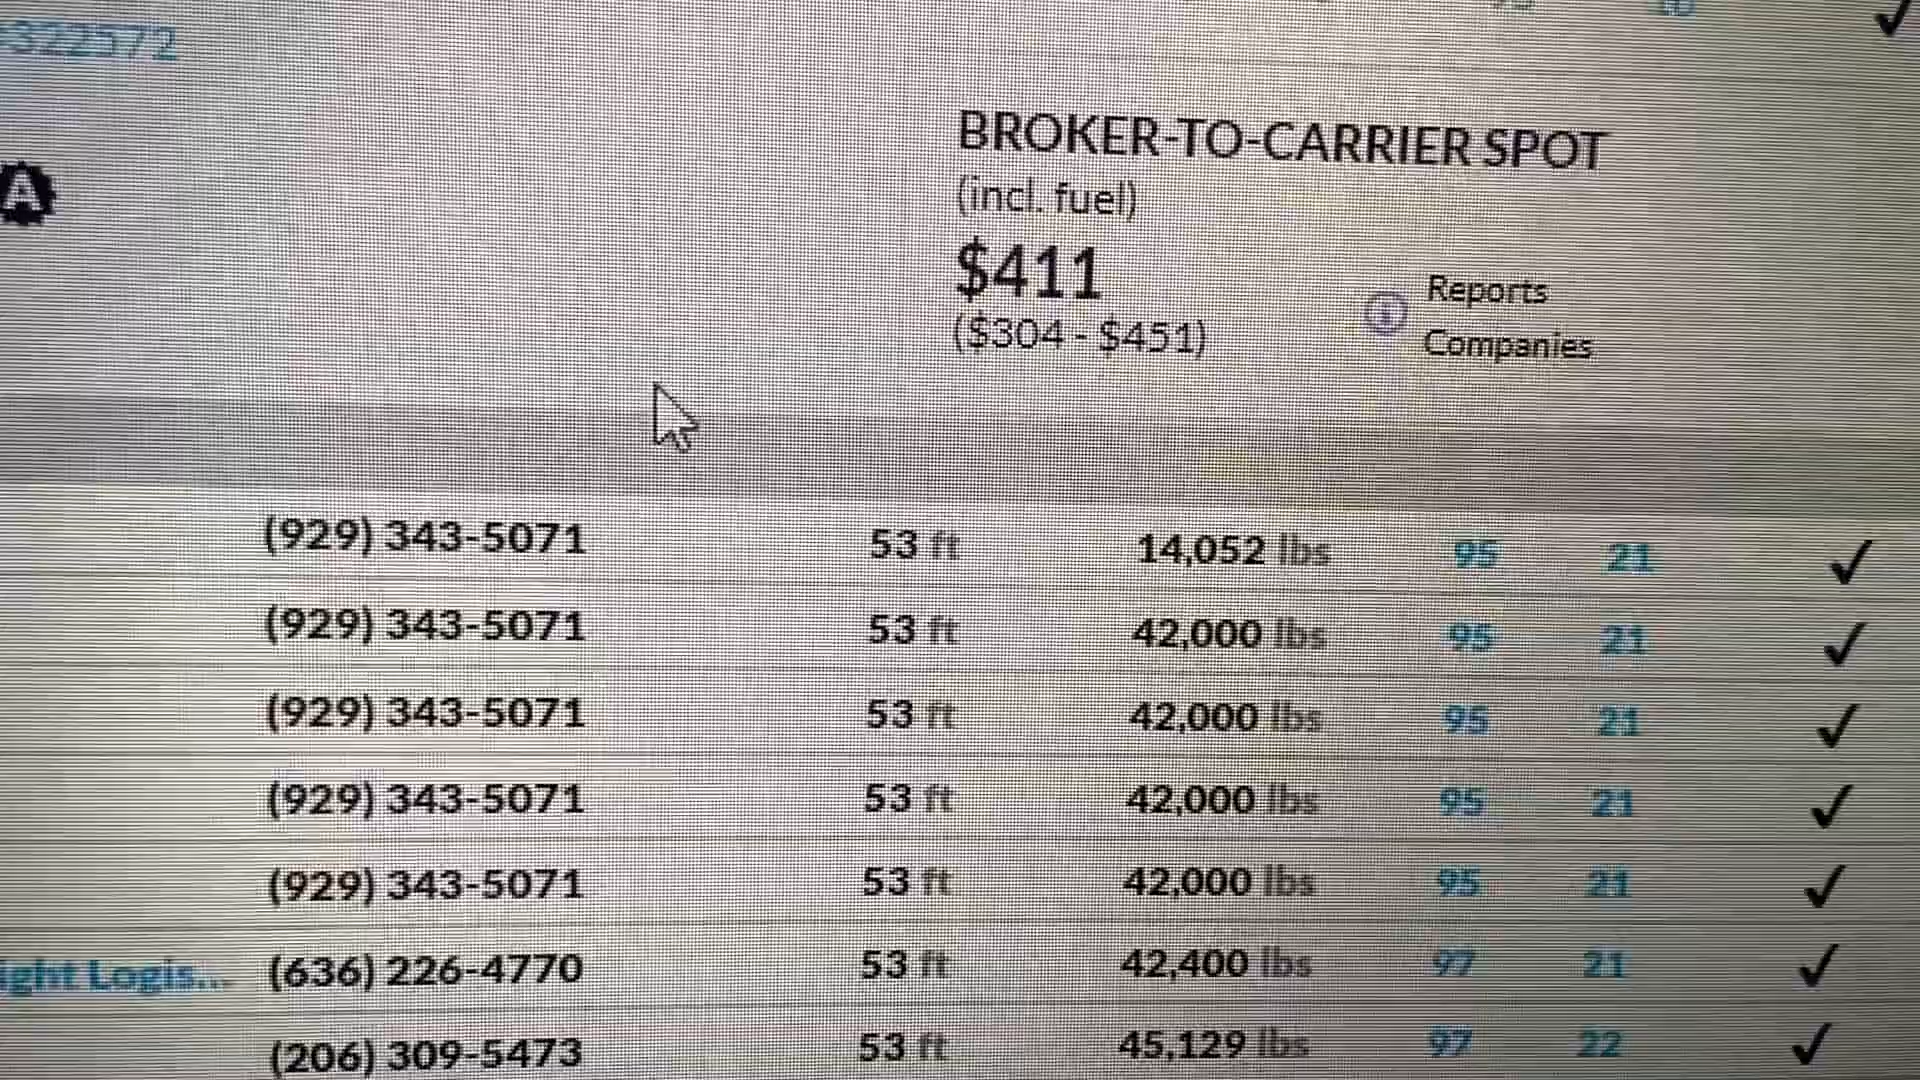 322572
A
BROKER-TO-CARRIER SPOT
(incl. fuel)
$411
($304 - $451)
Reports
Companies
(929) 343-5071 53 ft 14,052 lbs 95 21 ✓
(929) 343-5071 53 ft 42,000 lbs 95 21 ✓
(929) 343-5071 53 ft 42,000 lbs 95 21 ✓
(929) 343-5071 53 ft 42,000 lbs 95 21 ✓
(929) 343-5071 53 ft 42,000 lbs 95 21 ✓
ight Logis... (636) 226-4770 53 ft 42,400 lbs 97 21 ✓
(206) 309-5473 53 ft 45,129 lbs 97 22 ✓